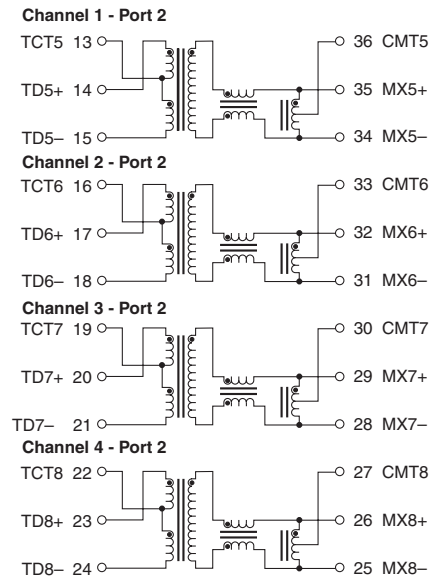 Channel 1 - Port 2
TCT5 13 36 CMT5
TD5+ 14 35 MX5+
TD5– 15 34 MX5–
Channel 2 - Port 2
TCT6 16 33 CMT6
TD6+ 17 32 MX6+
TD6– 18 31 MX6–
Channel 3 - Port 2
TCT7 19 30 CMT7
TD7+ 20 29 MX7+
TD7– 21 28 MX7–
Channel 4 - Port 2
TCT8 22 27 CMT8
TD8+ 23 26 MX8+
TD8– 24 25 MX8–